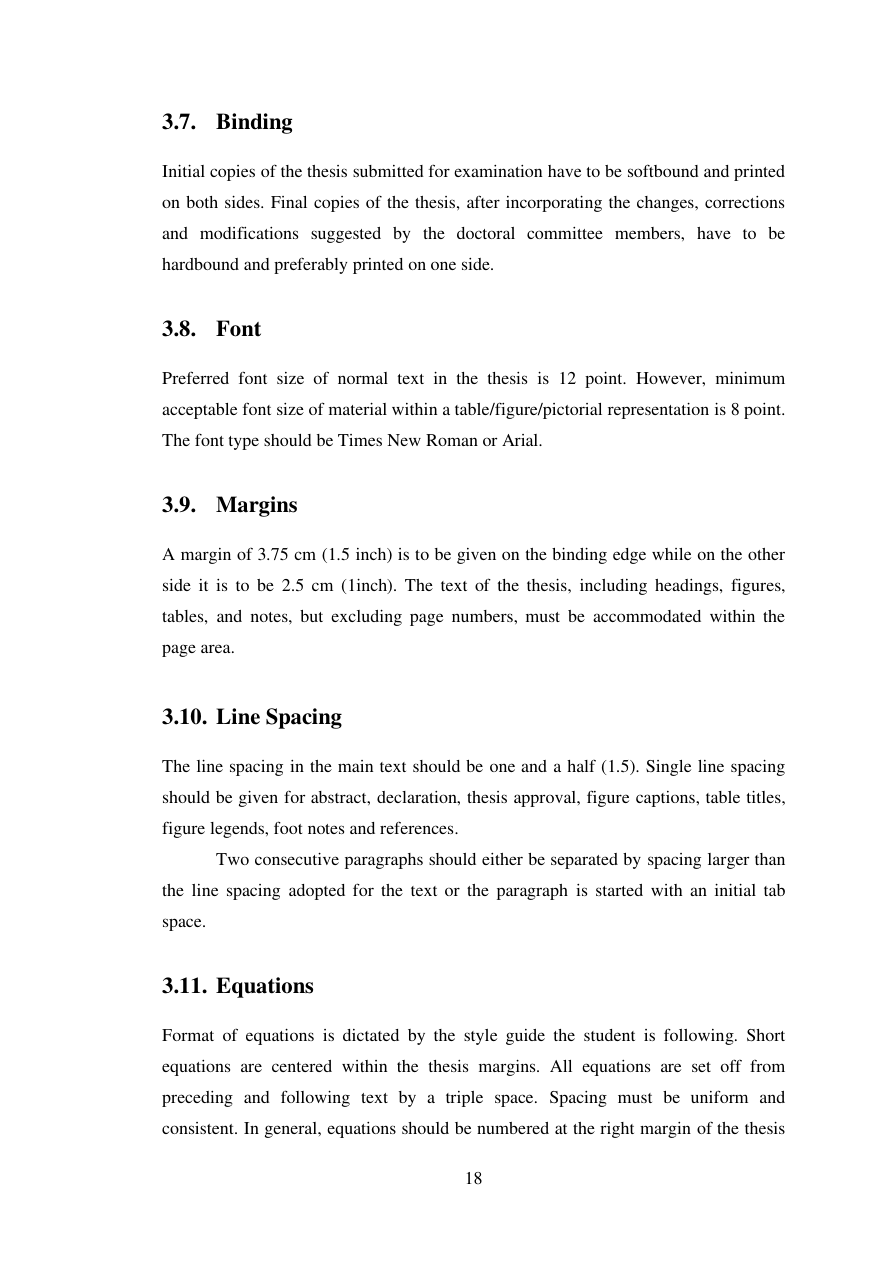 3.7. Binding
Initial copies of the thesis submitted for examination have to be softbound and printed
on both sides. Final copies of the thesis, after incorporating the changes, corrections
and modifications suggested by the doctoral committee members, have to be
hardbound and preferably printed on one side.
3.8. Font
Preferred font size of normal text in the thesis is 12 point. However, minimum
acceptable font size of material within a table/figure/pictorial representation is 8 point.
The font type should be Times New Roman or Arial.
3.9. Margins
A margin of 3.75 cm (1.5 inch) is to be given on the binding edge while on the other
side it is to be 2.5 cm (1inch). The text of the thesis, including headings, figures,
tables, and notes, but excluding page numbers, must be accommodated within the
page area.
3.10. Line Spacing
The line spacing in the main text should be one and a half (1.5). Single line spacing
should be given for abstract, declaration, thesis approval, figure captions, table titles,
figure legends, foot notes and references.
Two consecutive paragraphs should either be separated by spacing larger than
the line spacing adopted for the text or the paragraph is started with an initial tab
space.
3.11. Equations
Format of equations is dictated by the style guide the student is following. Short
equations are centered within the thesis margins. All equations are set off from
preceding and following text by a triple space. Spacing must be uniform and
consistent. In general, equations should be numbered at the right margin of the thesis
18